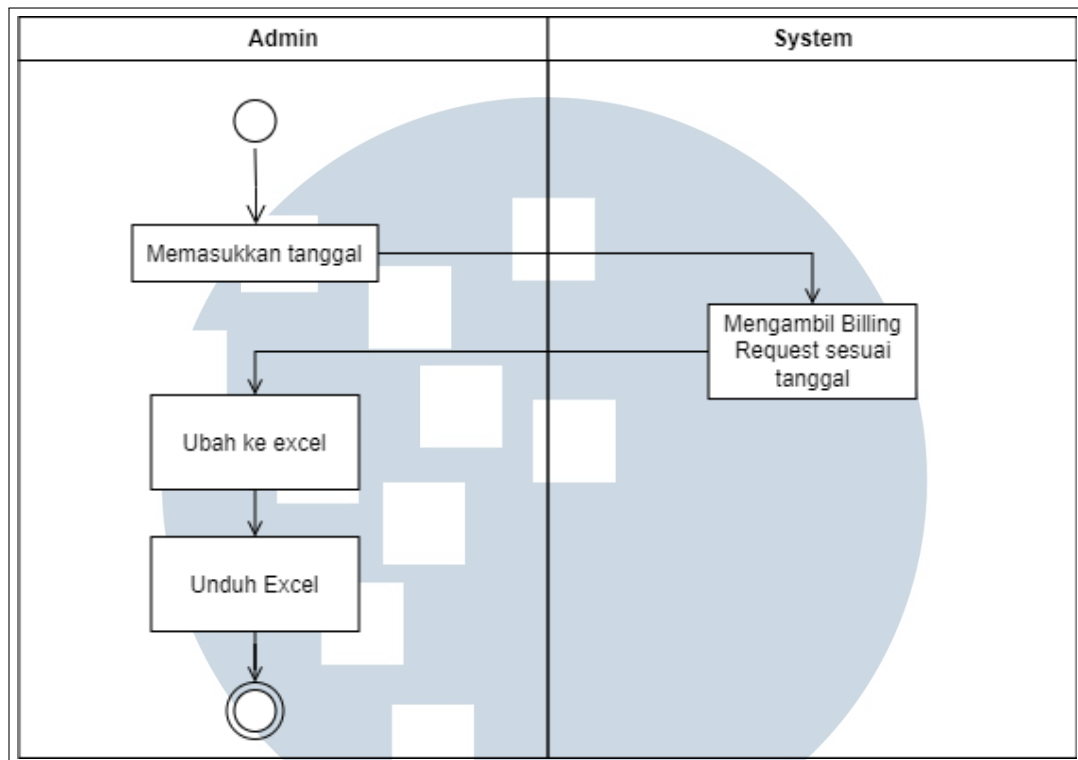 Admin
System
Memasukkan tanggal
Mengambil Billing
Request sesuai
tanggal
Ubah ke excel
Unduh Excel